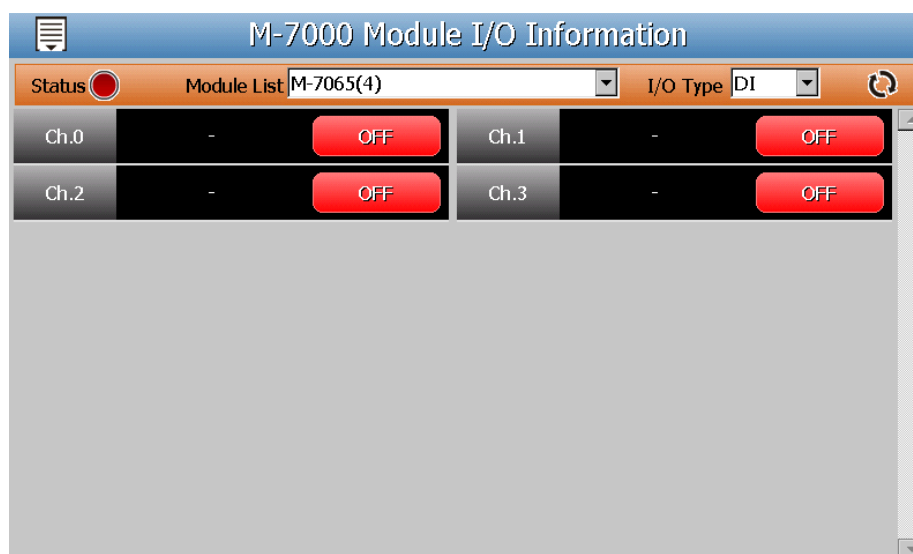 M-7000 Module I/O Information
Status Module List M-7065(4) I/O Type DI
Ch.0 - OFF Ch.1 - OFF
Ch.2 - OFF Ch.3 - OFF